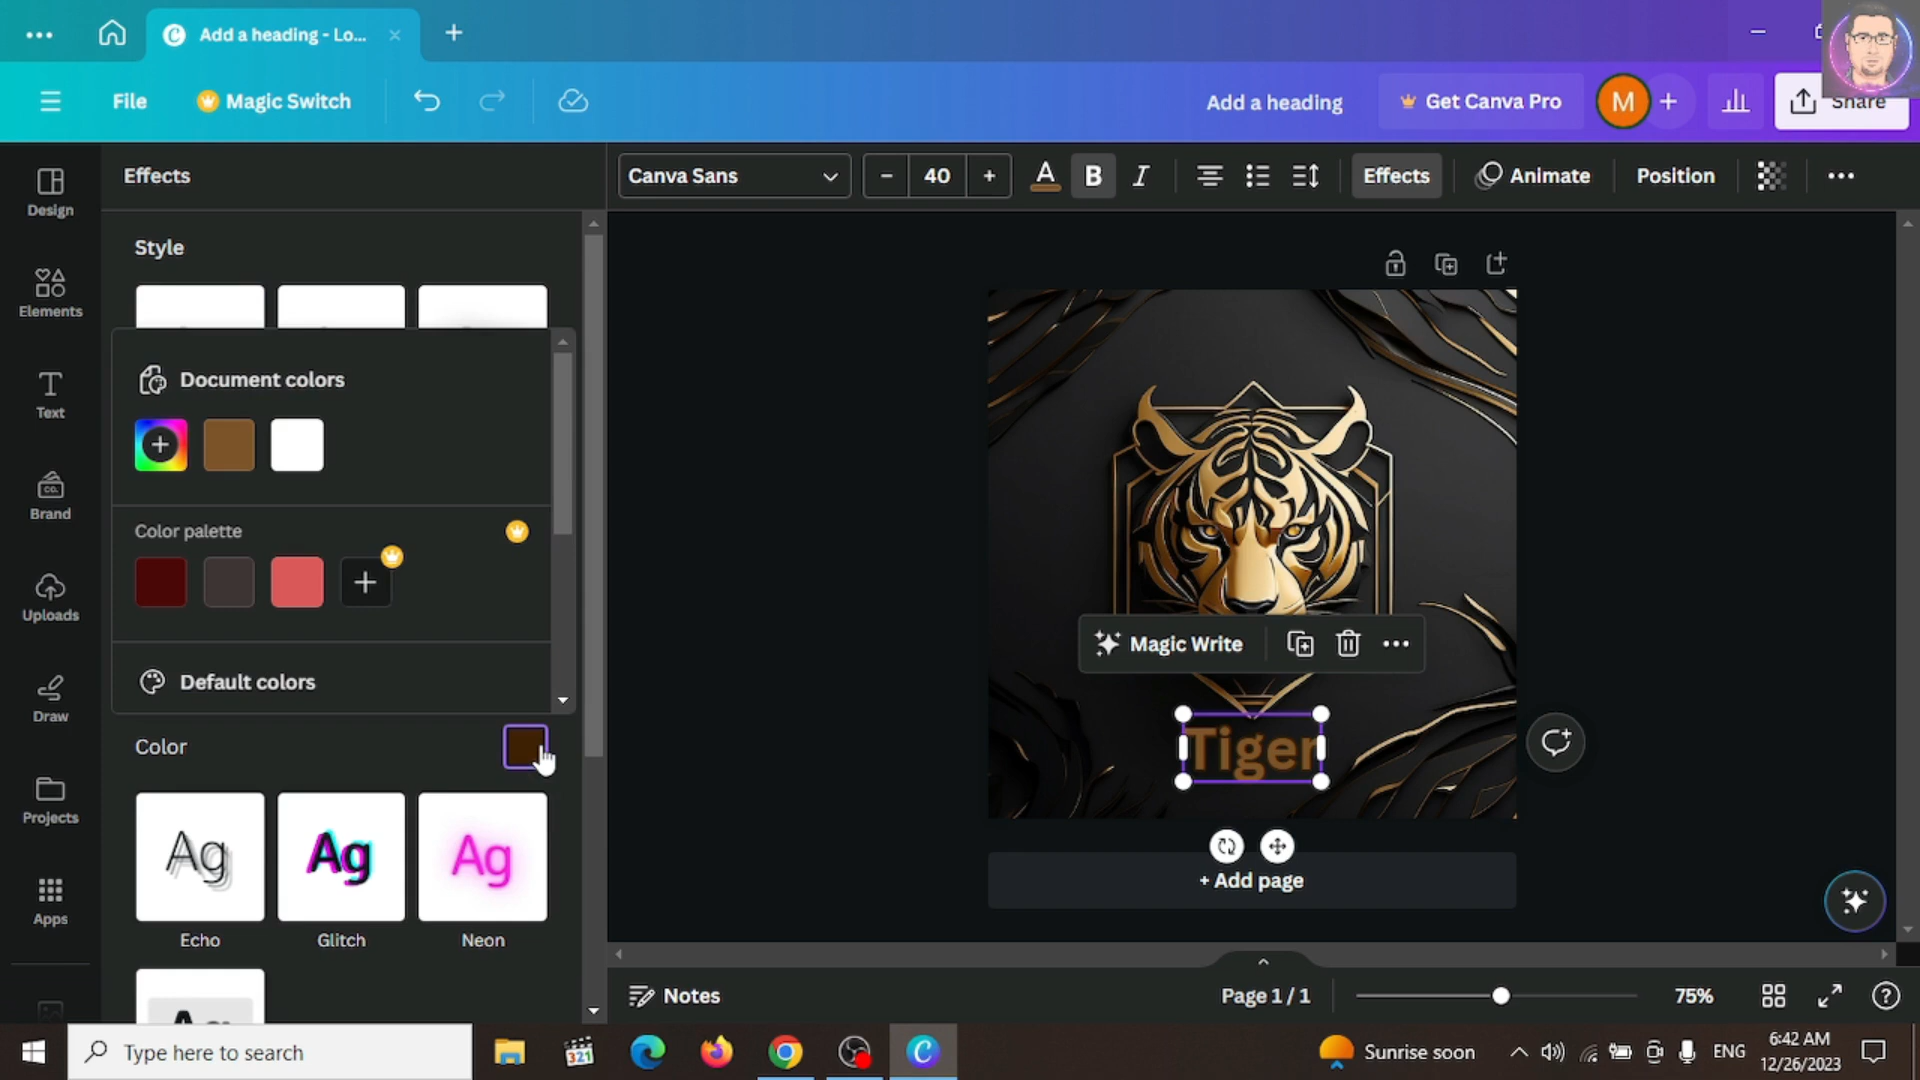 Add a heading - Lo...
File
Magic Switch
Add a heading
Get Canva Pro
M
Share
Design
Elements
Text
Brand
CO.
Uploads
Draw
Projects
Apps
Effects
Style
Document colors
Color palette
Default colors
Color
Ag
Ag
Ag
Echo
Glitch
Neon
Canva Sans
- 40 +
A
B
I
Effects
Animate
Position
Magic Write
Tiger
+ Add page
Notes
Page 1 / 1
75%
Type here to search
321
Sunrise soon
ENG
6:42 AM
12/26/2023